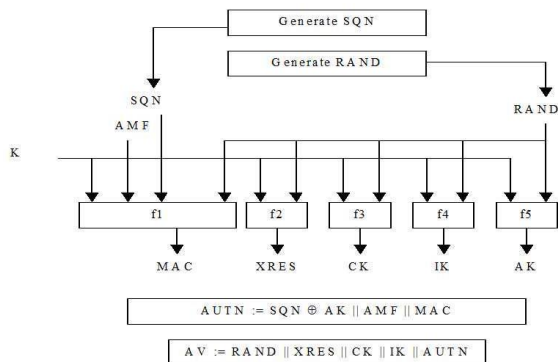 Generate SQN
Generate RAND
SQN
RAND
AMF
K
f1
f2
f3
f4
f5
MAC
XRES
CK
IK
AK
AUTN := SQN ⊕ AK || AMF || MAC
AV := RAND || XRES || CK || IK || AUTN